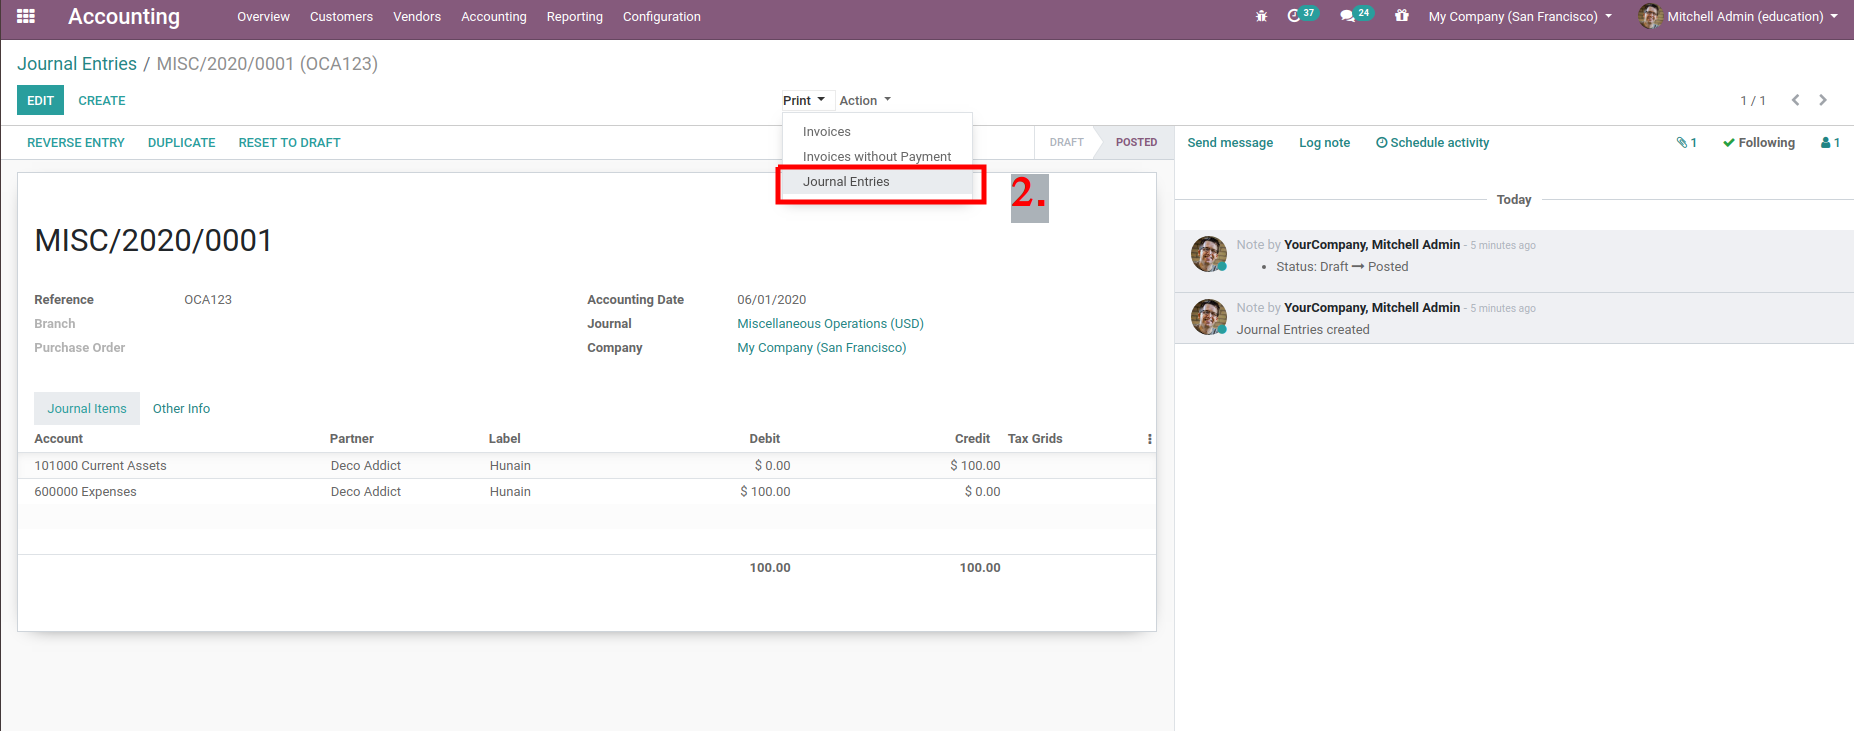 Accounting Overview Customers Vendors Accounting Reporting Configuration 37 24 My Company (San Francisco) Mitchell Admin (education)
Journal Entries / MISC/2020/0001 (OCA123)
EDIT CREATE Print Action 1 / 1
Invoices
Invoices without Payment
Journal Entries
2.
REVERSE ENTRY DUPLICATE RESET TO DRAFT DRAFT POSTED
MISC/2020/0001
Reference OCA123 Accounting Date 06/01/2020
Branch Journal Miscellaneous Operations (USD)
Purchase Order Company My Company (San Francisco)
Journal Items Other Info
Account Partner Label Debit Credit Tax Grids
101000 Current Assets Deco Addict Hunain $ 0.00 $ 100.00
600000 Expenses Deco Addict Hunain $ 100.00 $ 0.00
100.00 100.00
Send message Log note Schedule activity 1 Following 1
Today
Note by YourCompany, Mitchell Admin - 5 minutes ago
• Status: Draft → Posted
Note by YourCompany, Mitchell Admin - 5 minutes ago
Journal Entries created